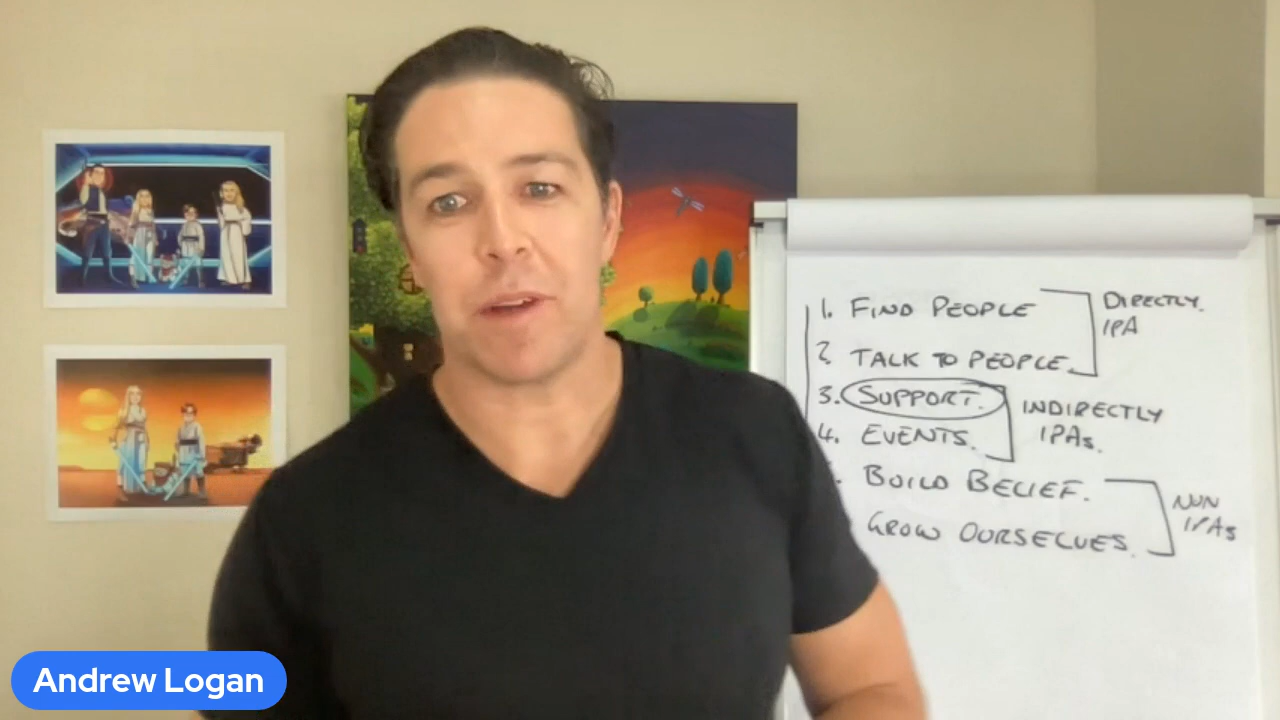 1. FIND PEOPLE
DIRECTLY.
IPA
2 TALK TO PEOPLE.
3. SUPPORT.
INDIRECTLY
IPAs.
4. EVENTS.
BUILD BELIEF.
NON
IPAs
GROW OURSELVES.
Andrew Logan